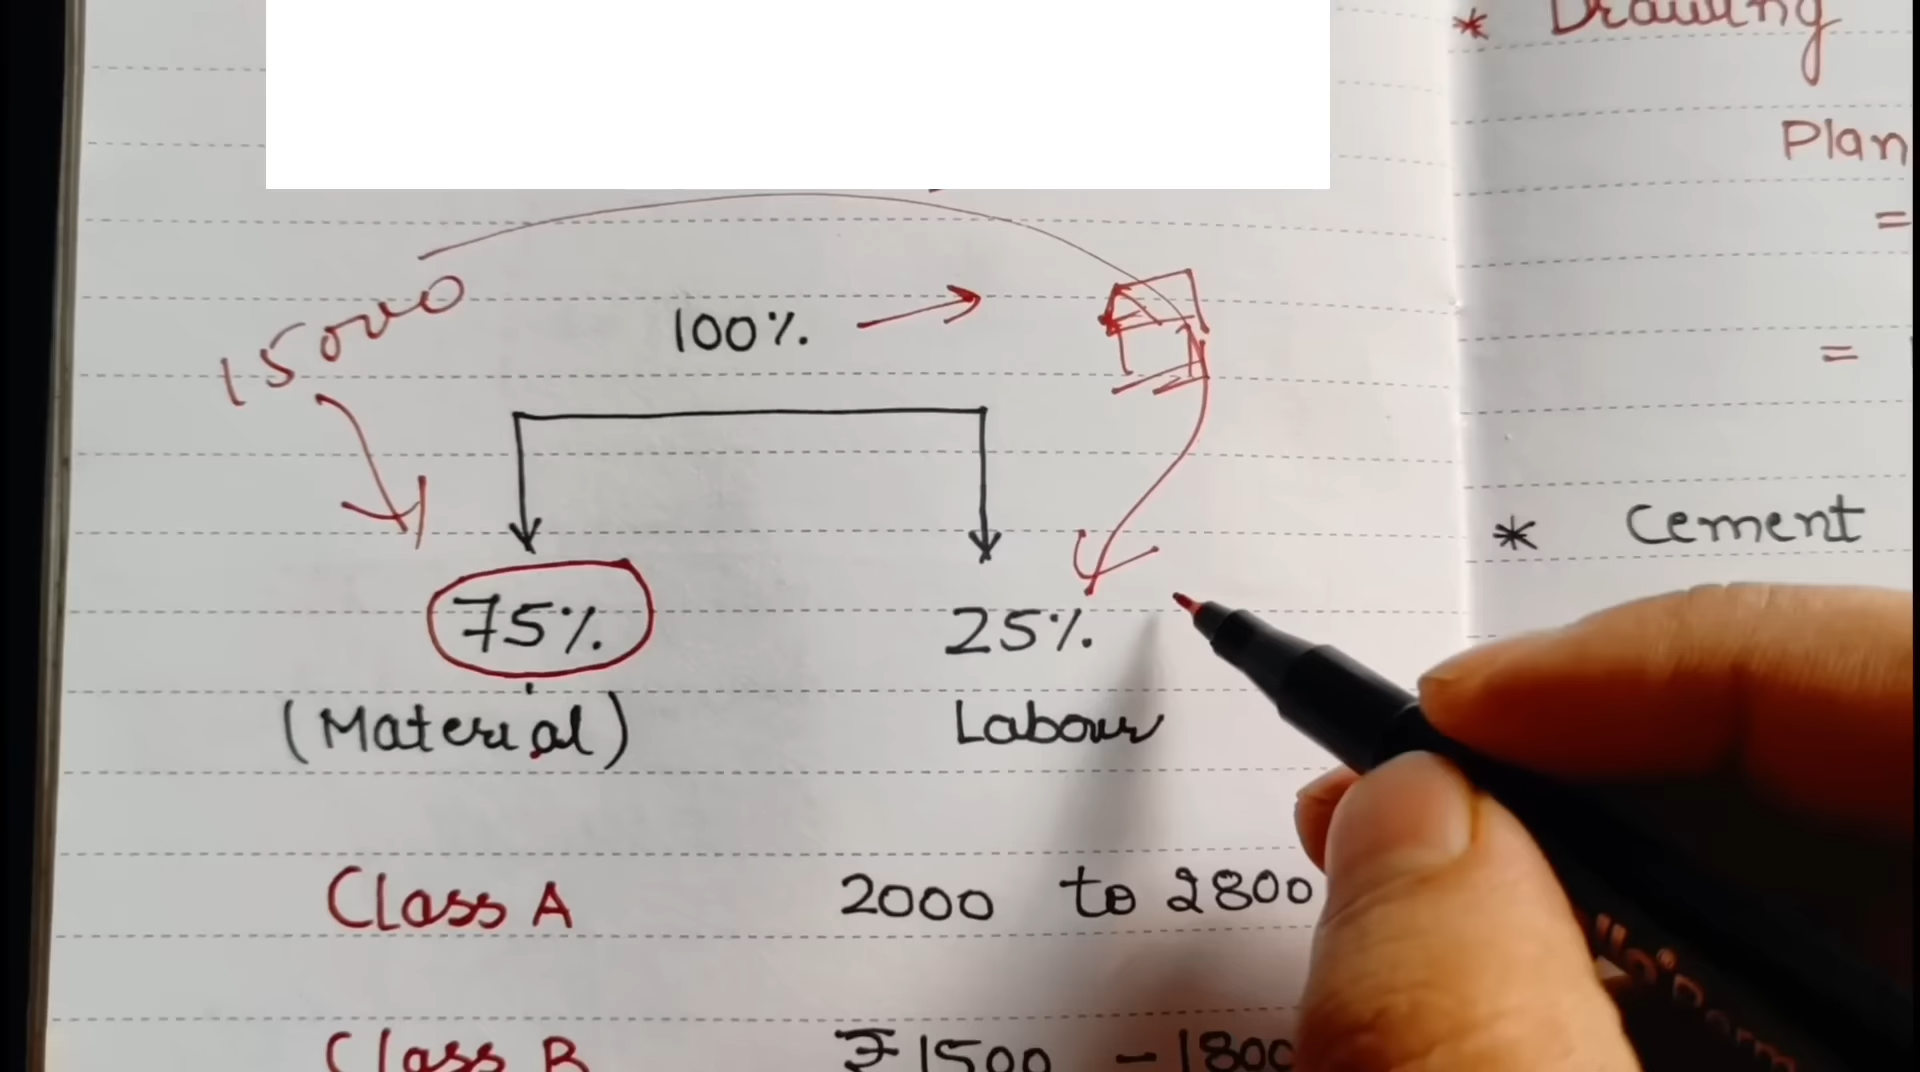 * Drawing
Plan
=
=
15000
100%
75%
25%
(Material)
Labour
* Cement
Class A 2000 to 2800
Class B ₹1500 - 1800